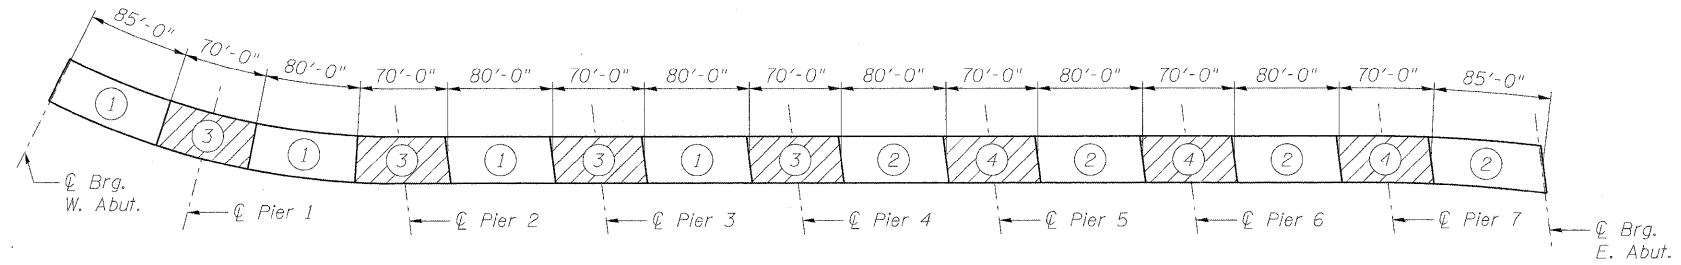 85'-0" 70'-0" 80'-0" 70'-0" 80'-0" 70'-0" 80'-0" 70'-0" 80'-0" 70'-0" 80'-0" 70'-0" 80'-0" 70'-0" 85'-0"
1 3 1 3 1 3 1 3 2 4 2 4 2 4 2
℄ Brg.
W. Abut.
℄ Pier 1
℄ Pier 2
℄ Pier 3
℄ Pier 4
℄ Pier 5
℄ Pier 6
℄ Pier 7
℄ Brg.
E. Abut.